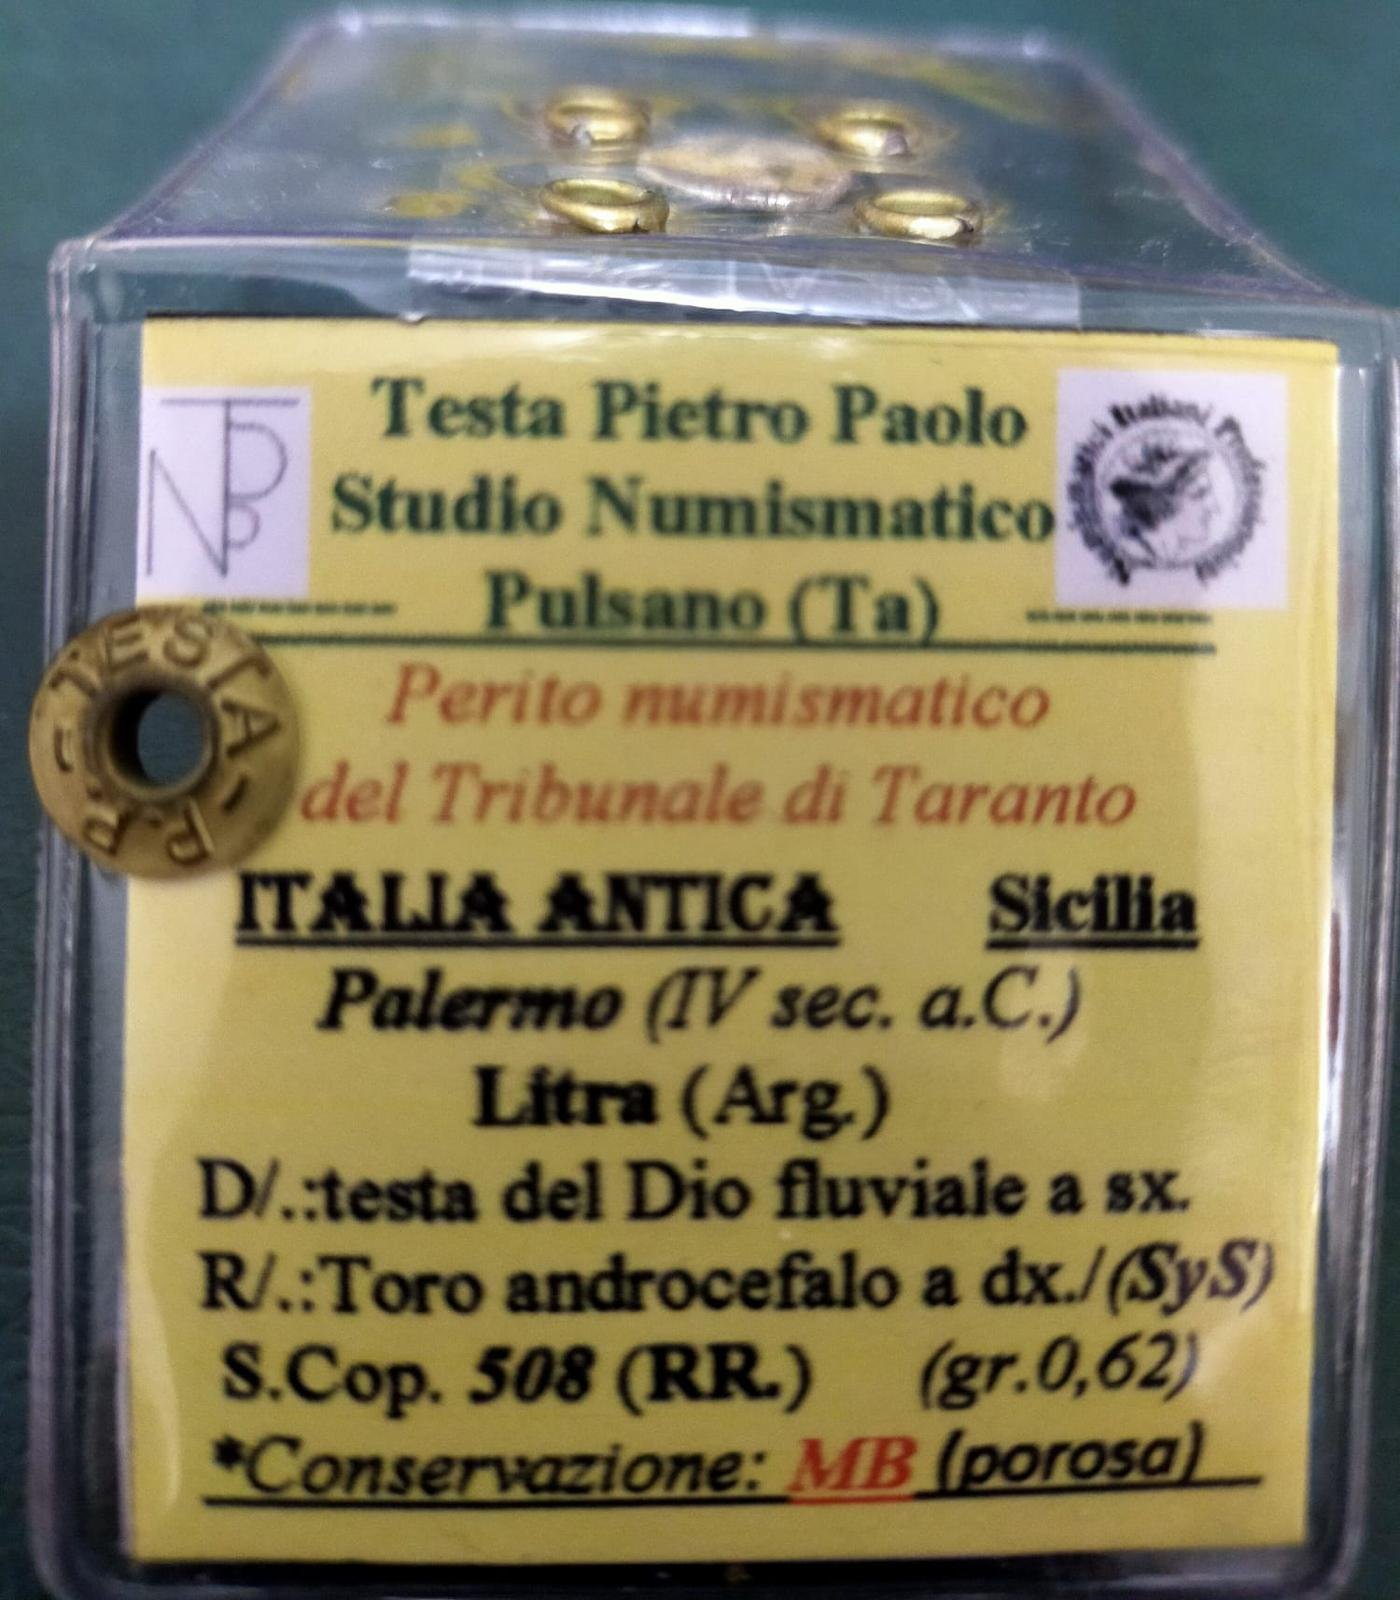 Testa Pietro Paolo
Studio Numismatico
Pulsano (Ta)
Perito numismatico
del Tribunale di Taranto
TESTA - P.P. -
ITALIA ANTICA Sicilia
Palermo (IV sec. a.C.)
Litra (Arg.)
D/.:testa del Dio fluviale a sx.
R/.:Toro androcefalo a dx./(SyS)
S.Cop. 508 (RR.) (gr.0,62)
*Conservazione: MB (porosa)